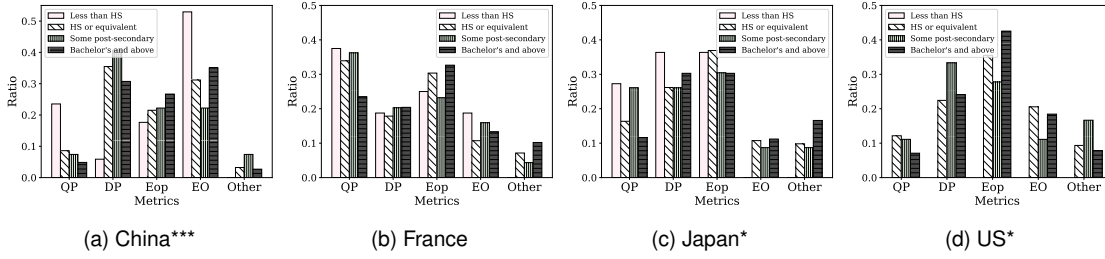 0.5
0.4
0.3
0.2
0.1
0.0
Ratio
Less than HS
HS or equivalent
Some post-secondary
Bachelor's and above
QP DP Eop EO Other
Metrics
(a) China***
0.5
0.4
0.3
0.2
0.1
0.0
Ratio
Less than HS
HS or equivalent
Some post-secondary
Bachelor's and above
QP DP Eop EO Other
Metrics
(b) France
0.5
0.4
0.3
0.2
0.1
0.0
Ratio
Less than HS
HS or equivalent
Some post-secondary
Bachelor's and above
QP DP Eop EO Other
Metrics
(c) Japan*
0.5
0.4
0.3
0.2
0.1
0.0
Ratio
Less than HS
HS or equivalent
Some post-secondary
Bachelor's and above
QP DP Eop EO Other
Metrics
(d) US*